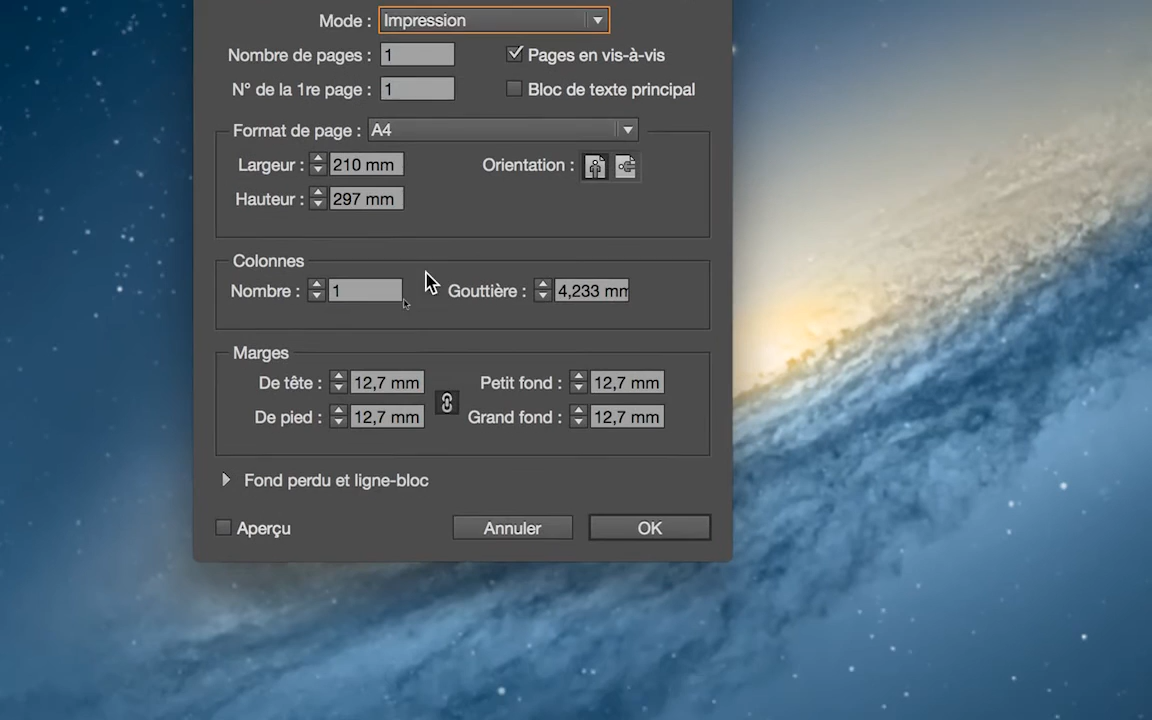 Mode : Impression
Nombre de pages : 1 Pages en vis-à-vis
N° de la 1re page : 1 Bloc de texte principal
Format de page : A4
Largeur : 210 mm Orientation :
Hauteur : 297 mm
Colonnes
Nombre : 1 Gouttière : 4,233 mm
Marges
De tête : 12,7 mm Petit fond : 12,7 mm
De pied : 12,7 mm Grand fond : 12,7 mm
Fond perdu et ligne-bloc
Aperçu Annuler OK